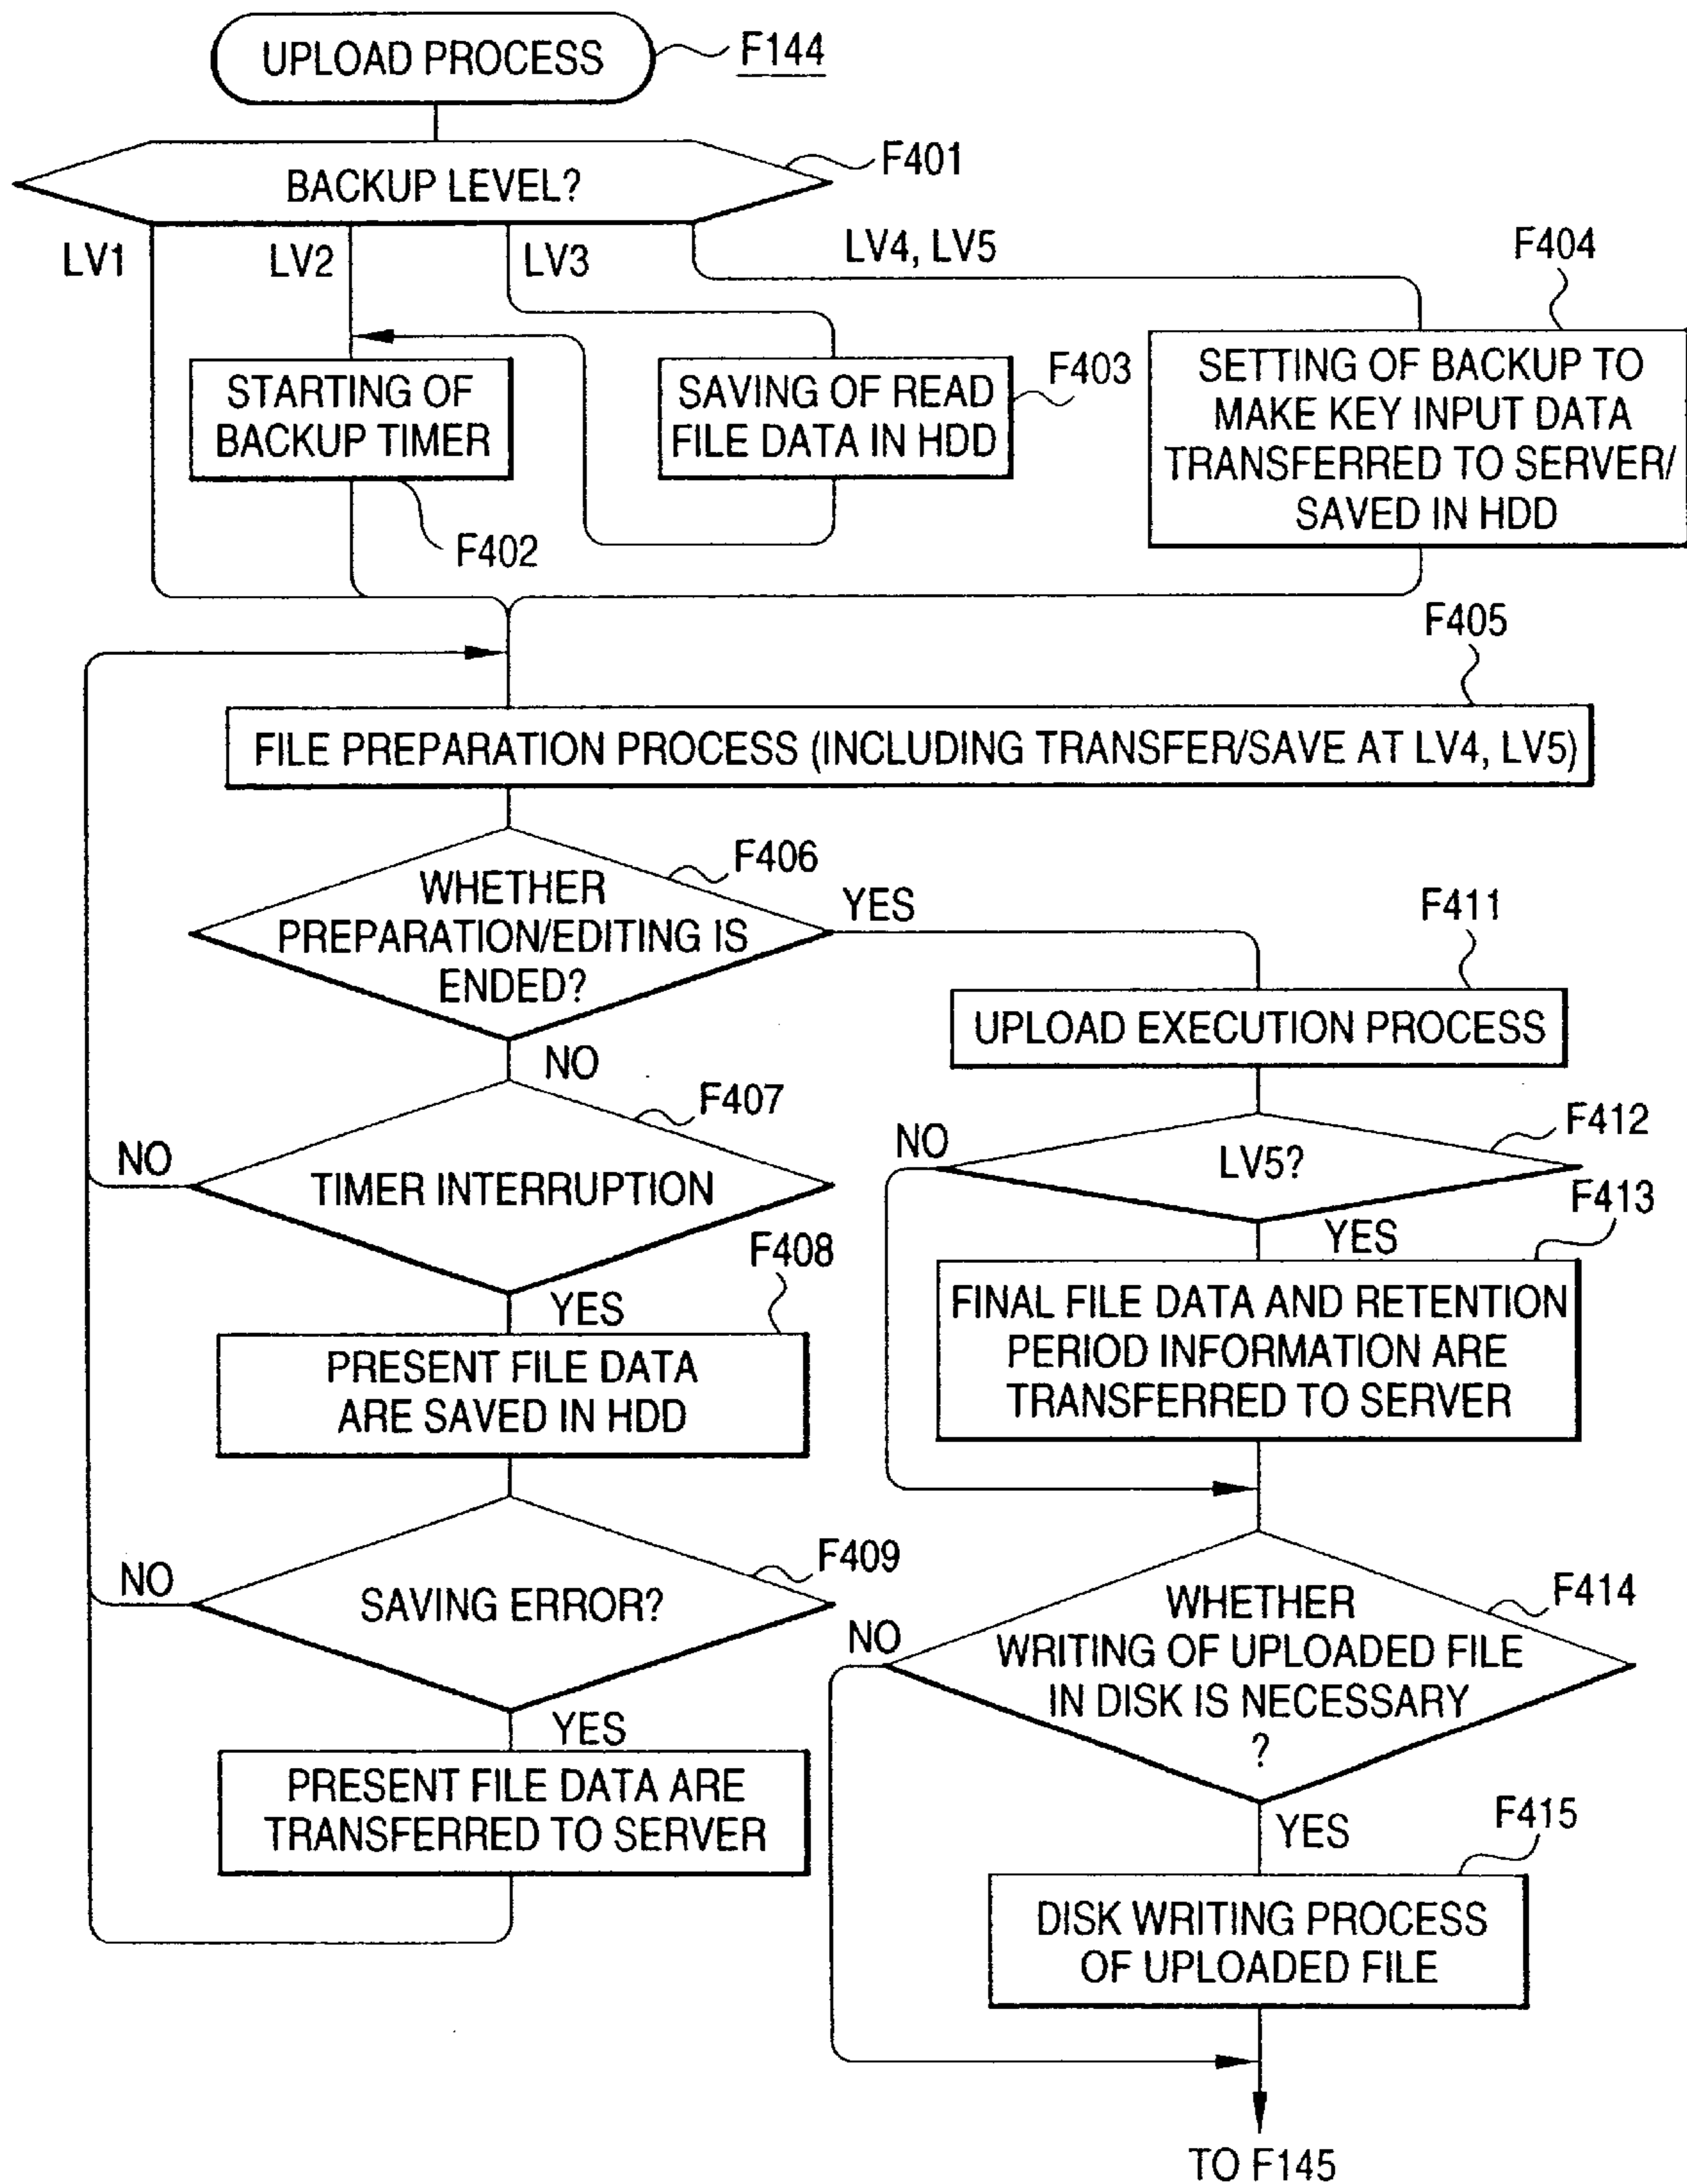 UPLOAD PROCESS
F144
BACKUP LEVEL?
F401
LV1
LV2
LV3
LV4, LV5
F404
STARTING OF
BACKUP TIMER
F402
SAVING OF READ
FILE DATA IN HDD
F403
SETTING OF BACKUP TO
MAKE KEY INPUT DATA
TRANSFERRED TO SERVER/
SAVED IN HDD
F405
FILE PREPARATION PROCESS (INCLUDING TRANSFER/SAVE AT LV4, LV5)
F406
WHETHER
PREPARATION/EDITING IS
ENDED?
YES
NO
F407
TIMER INTERRUPTION
NO
YES
F408
PRESENT FILE DATA
ARE SAVED IN HDD
F409
SAVING ERROR?
NO
YES
PRESENT FILE DATA ARE
TRANSFERRED TO SERVER
F411
UPLOAD EXECUTION PROCESS
F412
LV5?
NO
YES
F413
FINAL FILE DATA AND RETENTION
PERIOD INFORMATION ARE
TRANSFERRED TO SERVER
F414
WHETHER
WRITING OF UPLOADED FILE
IN DISK IS NECESSARY
?
NO
YES
F415
DISK WRITING PROCESS
OF UPLOADED FILE
TO F145